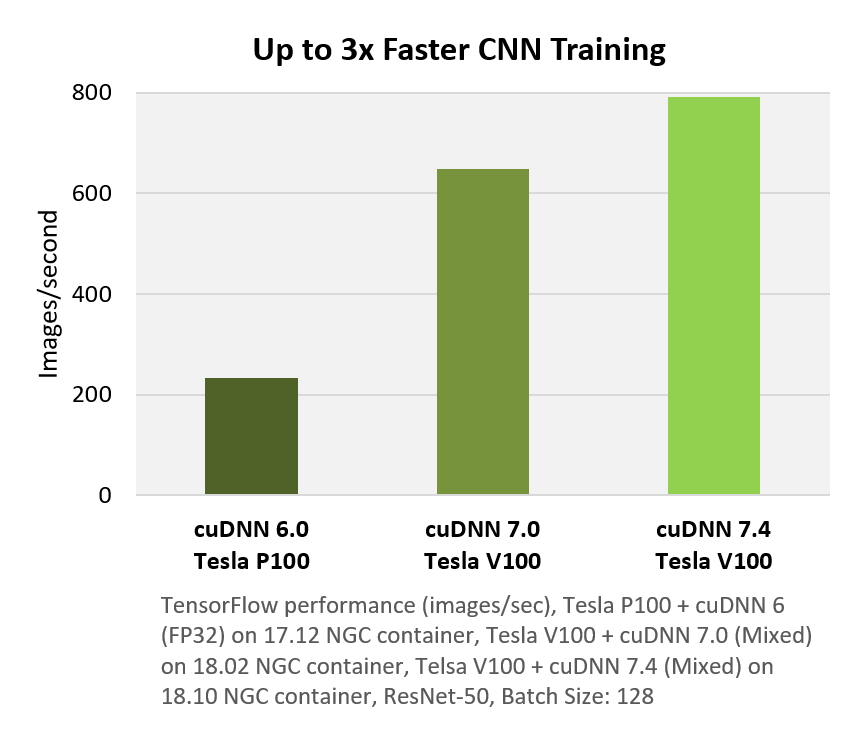 Up to 3x Faster CNN Training
800
600
400
200
0
Images/second
cuDNN 6.0
Tesla P100
cuDNN 7.0
Tesla V100
cuDNN 7.4
Tesla V100
TensorFlow performance (images/sec), Tesla P100 + cuDNN 6
(FP32) on 17.12 NGC container, Tesla V100 + cuDNN 7.0 (Mixed)
on 18.02 NGC container, Telsa V100 + cuDNN 7.4 (Mixed) on
18.10 NGC container, ResNet-50, Batch Size: 128